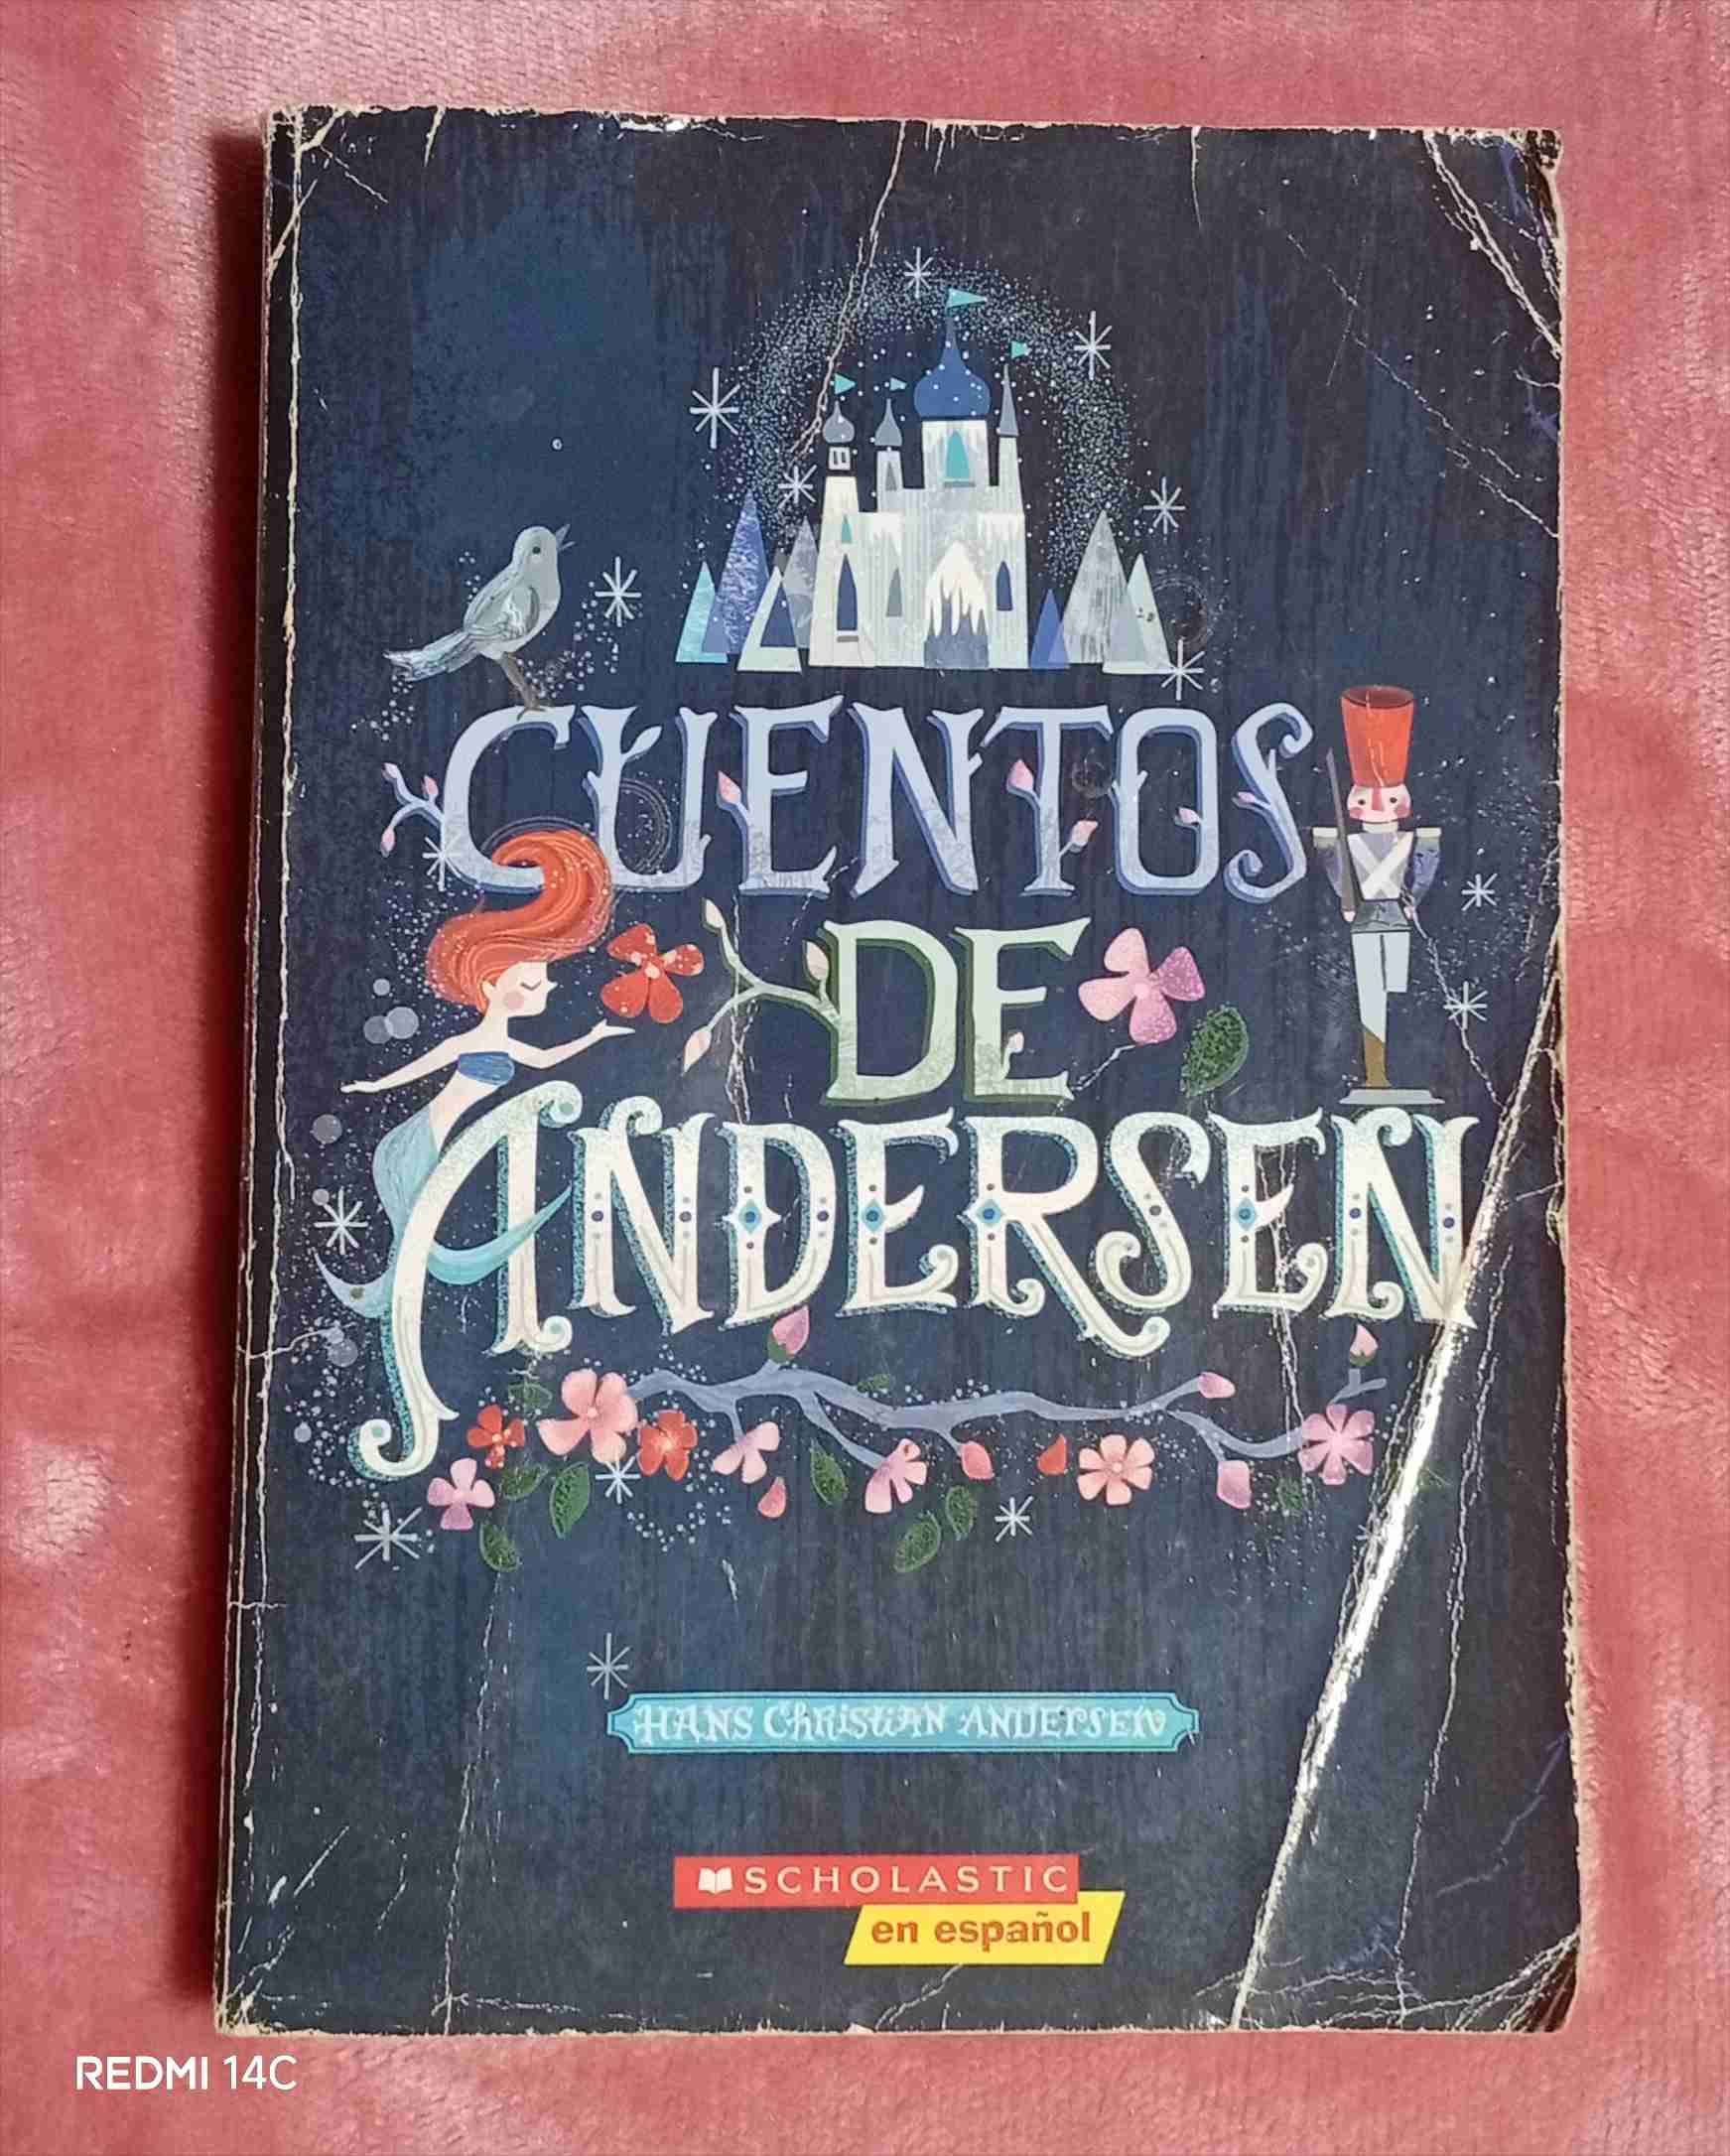 CUENTOS
DE
ANDERSEN
HANS CHRISTIAN ANDERSEN
SCHOLASTIC
en español
REDMI 14C